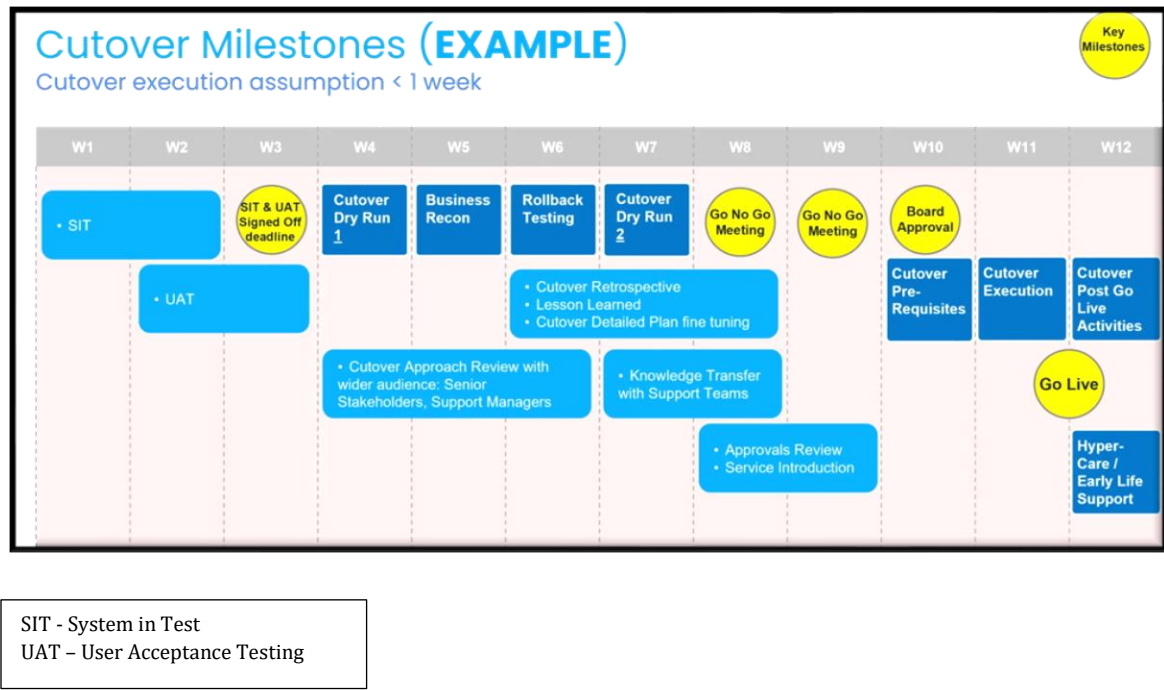 Cutover Milestones (EXAMPLE)
Cutover execution assumption < 1 week
Key
Milestones
W1 W2 W3 W4 W5 W6 W7 W8 W9 W10 W11 W12
• SIT
SIT & UAT
Signed Off
deadline
Cutover
Dry Run
1
Business
Recon
Rollback
Testing
Cutover
Dry Run
2
Go No Go
Meeting
Go No Go
Meeting
Board
Approval
• UAT
• Cutover Retrospective
• Lesson Learned
• Cutover Detailed Plan fine tuning
Cutover
Pre-
Requisites
Cutover
Execution
Cutover
Post Go
Live
Activities
• Cutover Approach Review with
wider audience: Senior
Stakeholders, Support Managers
• Knowledge Transfer
with Support Teams
Go Live
• Approvals Review
• Service Introduction
Hyper-
Care /
Early Life
Support
SIT - System in Test
UAT – User Acceptance Testing